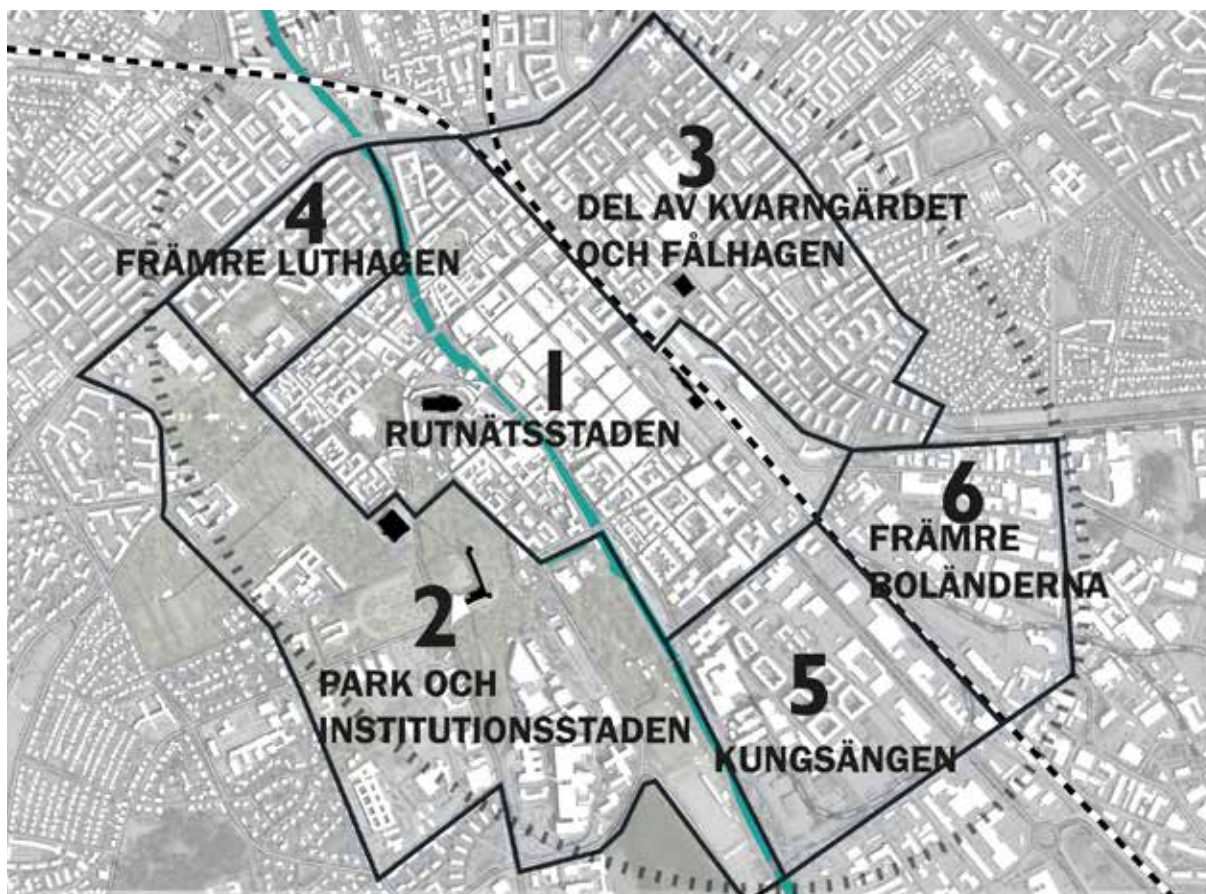 3
DEL AV KVARNGÄRDET
OCH FÅLHAGEN
4
FRÄMRE LUTHAGEN
1
RUTNÄTSSTADEN
6
FRÄMRE
BOLÄNDERNA
2
PARK OCH
INSTITUTIONSSTADEN
5
KUNGSÄNGEN